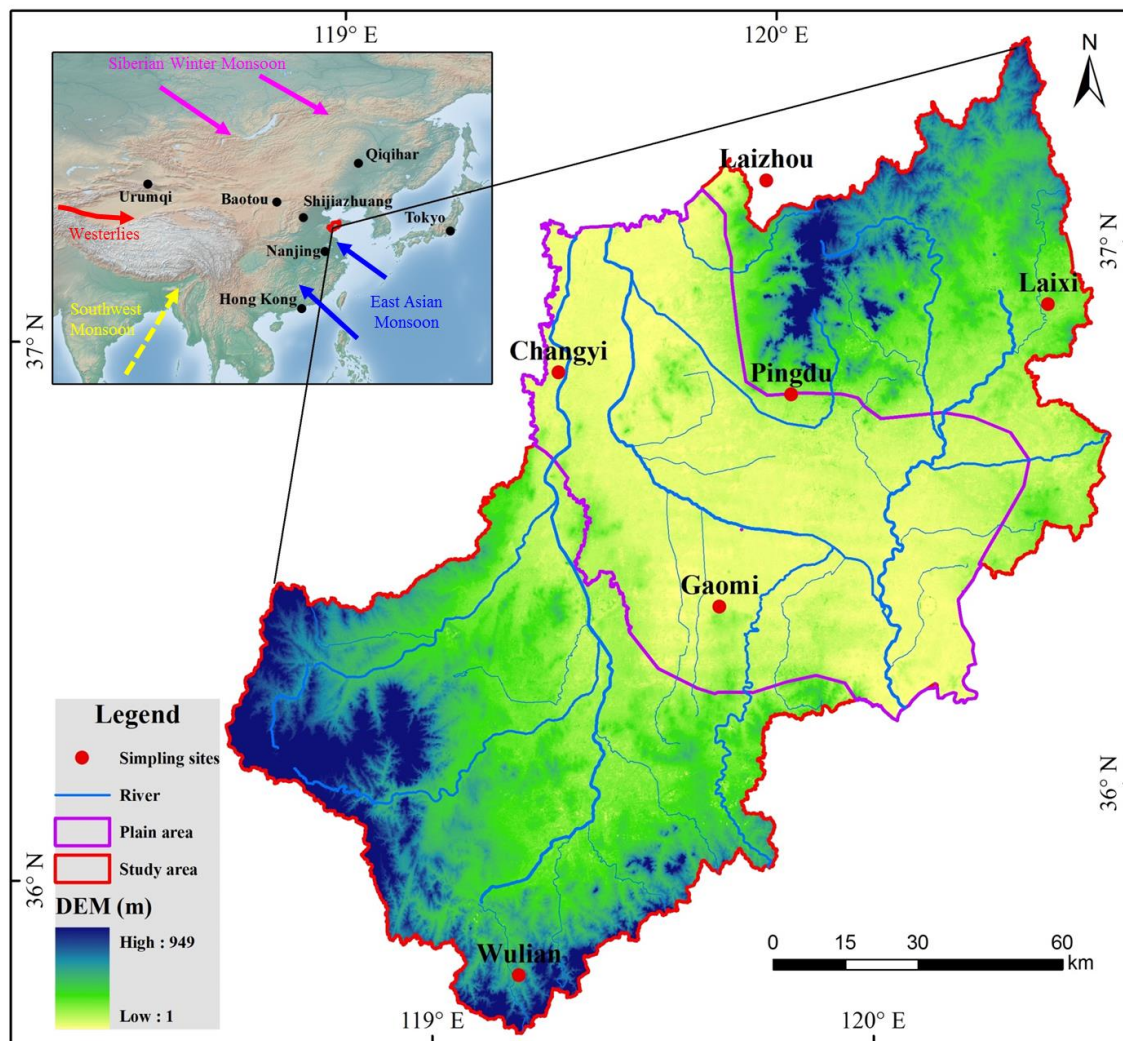 119° E
120° E
N
Siberian Winter Monsoon
Qiqihar
Urumqi
Baotou
Shijiazhuang
Tokyo
Westerlies
Nanjing
Hong Kong
East Asian
Monsoon
Southwest
Monsoon
Laizhou
37° N
Laixi
37° N
Changyi
Pingdu
Gaomi
36° N
Legend
Simpling sites
River
Plain area
Study area
DEM (m)
High : 949
Low : 1
36° N
Wulian
0 15 30 60
km
119° E
120° E